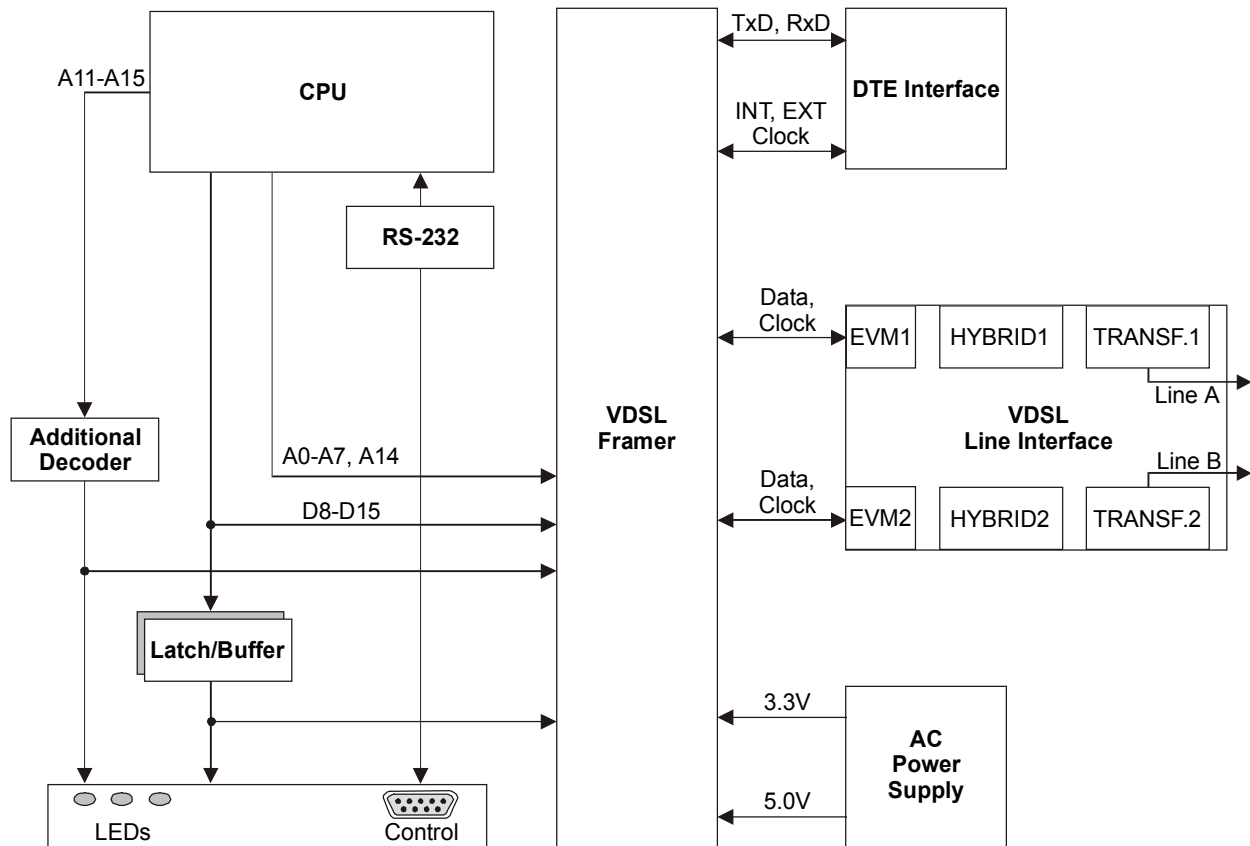 A11-A15
CPU
RS-232
Additional
Decoder
A0-A7, A14
D8-D15
Latch/Buffer
LEDs
Control
VDSL
Framer
TxD, RxD
INT, EXT
Clock
DTE Interface
Data,
Clock
EVM1
HYBRID1
TRANSF.1
Line A
VDSL
Line Interface
Line B
Data,
Clock
EVM2
HYBRID2
TRANSF.2
3.3V
5.0V
AC
Power
Supply